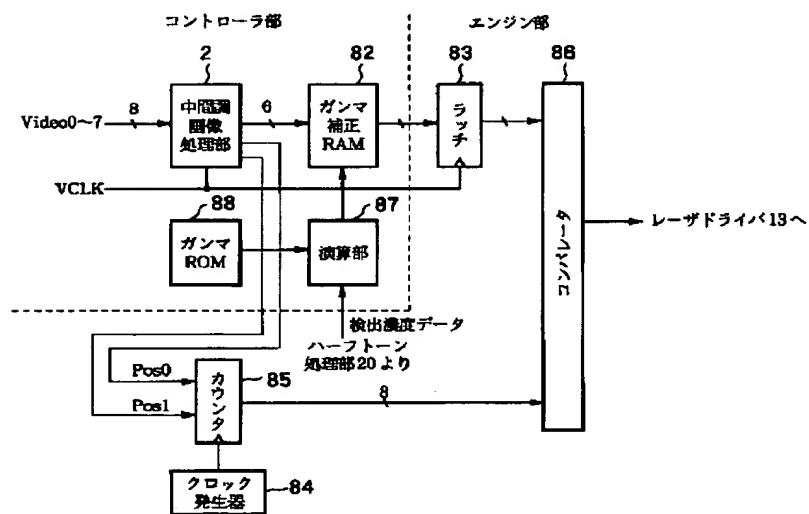 コントローラ部
エンジン部
2
82
83
86
Video0〜7
8
中間調
画像
処理部
6
ガンマ
補正
RAM
ラッチ
VCLK
88
87
ガンマ
ROM
演算部
コンパレータ
レーザドライバ13へ
検出濃度データ
ハーフトーン
処理部20より
Pos0
Pos1
カウンタ
85
8
クロック
発生器
84